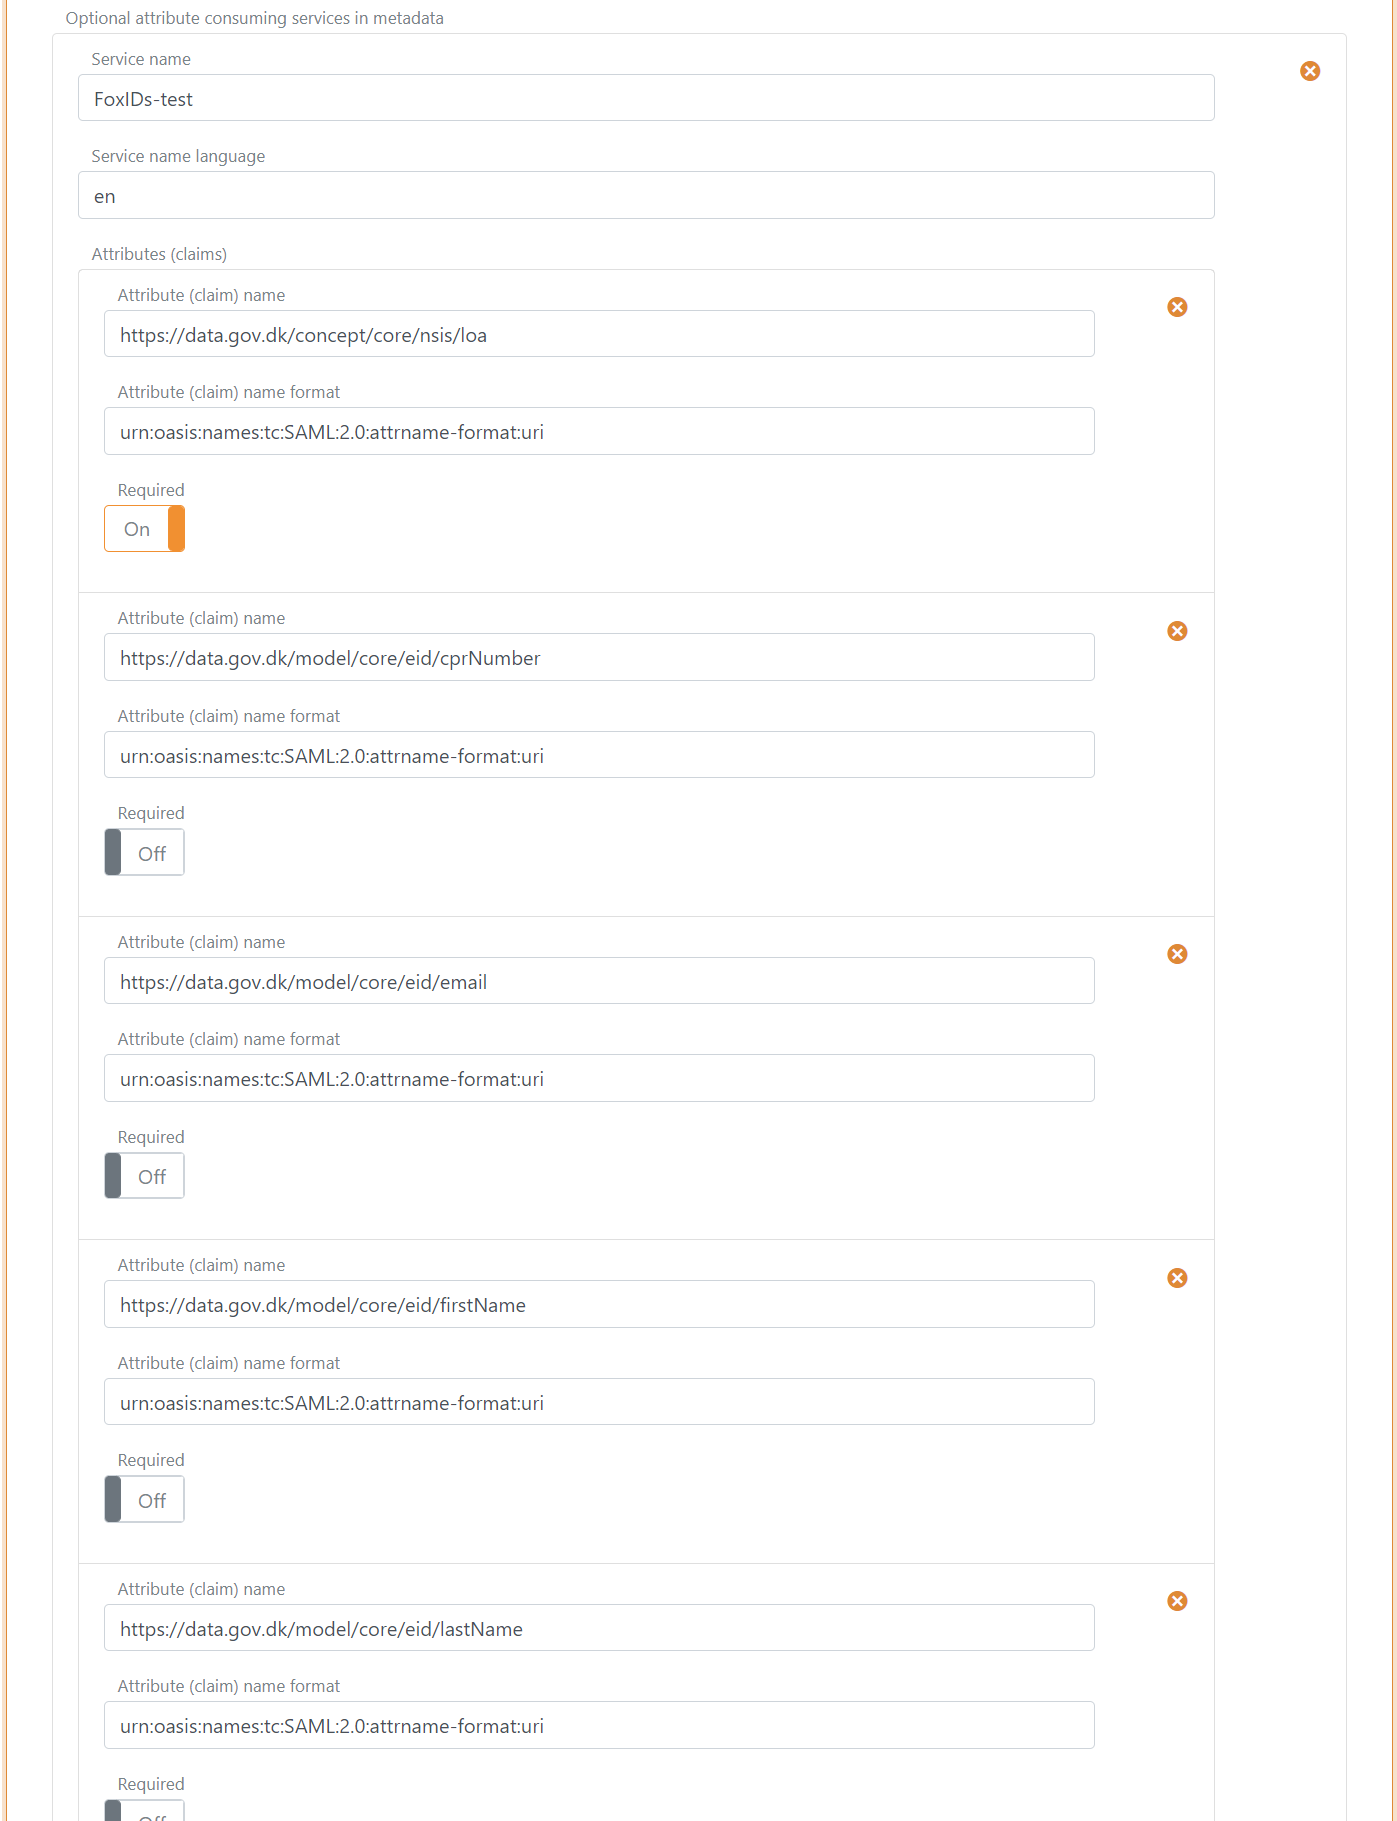 Optional attribute consuming services in metadata
Service name
FoxIDs-test
Service name language
en
Attributes (claims)
Attribute (claim) name
https://data.gov.dk/concept/core/nsis/loa
Attribute (claim) name format
urn:oasis:names:tc:SAML:2.0:attrname-format:uri
Required
On
Attribute (claim) name
https://data.gov.dk/model/core/eid/cprNumber
Attribute (claim) name format
urn:oasis:names:tc:SAML:2.0:attrname-format:uri
Required
Off
Attribute (claim) name
https://data.gov.dk/model/core/eid/email
Attribute (claim) name format
urn:oasis:names:tc:SAML:2.0:attrname-format:uri
Required
Off
Attribute (claim) name
https://data.gov.dk/model/core/eid/firstName
Attribute (claim) name format
urn:oasis:names:tc:SAML:2.0:attrname-format:uri
Required
Off
Attribute (claim) name
https://data.gov.dk/model/core/eid/lastName
Attribute (claim) name format
urn:oasis:names:tc:SAML:2.0:attrname-format:uri
Required
Off